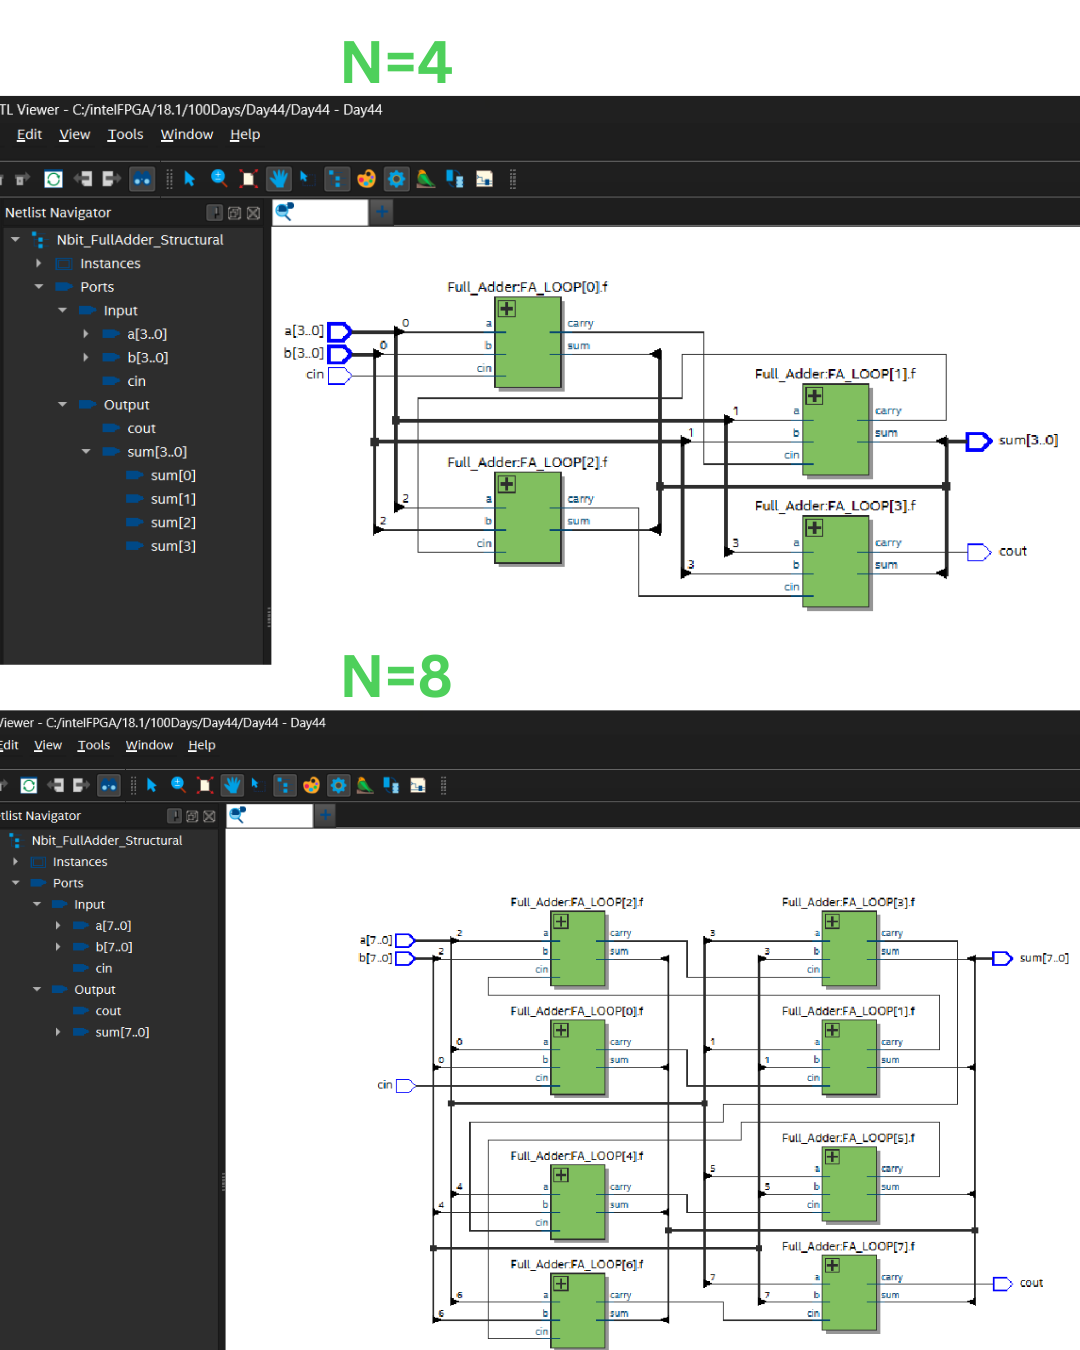 N=4
TL Viewer - C:/intelFPGA/18.1/100Days/Day44/Day44 - Day44
Edit View Tools Window Help
Netlist Navigator
Nbit_FullAdder_Structural
Instances
Ports
Input
a[3..0]
b[3..0]
cin
Output
cout
sum[3..0]
sum[0]
sum[1]
sum[2]
sum[3]
Full_Adder:FA_LOOP[0].f
a[3..0] 0 a carry
b[3..0] 0 b sum
cin cin
Full_Adder:FA_LOOP[1].f
1 a carry
1 b sum sum[3..0]
cin
Full_Adder:FA_LOOP[2].f
2 a carry
2 b sum
cin
Full_Adder:FA_LOOP[3].f
3 a carry cout
3 b sum
cin
N=8
Viewer - C:/intelFPGA/18.1/100Days/Day44/Day44 - Day44
Edit View Tools Window Help
tlist Navigator
Nbit_FullAdder_Structural
Instances
Ports
Input
a[7..0]
b[7..0]
cin
Output
cout
sum[7..0]
Full_Adder:FA_LOOP[2].f
a[7..0] 2 a carry
b[7..0] 2 b sum
cin
Full_Adder:FA_LOOP[3].f
3 a carry
3 b sum sum[7..0]
cin
Full_Adder:FA_LOOP[0].f
0 a carry
0 b sum
cin cin
Full_Adder:FA_LOOP[1].f
1 a carry
1 b sum
cin
Full_Adder:FA_LOOP[4].f
4 a carry
4 b sum
cin
Full_Adder:FA_LOOP[5].f
5 a carry
5 b sum
cin
Full_Adder:FA_LOOP[6].f
6 a carry
6 b sum
cin
Full_Adder:FA_LOOP[7].f
7 a carry cout
7 b sum
cin